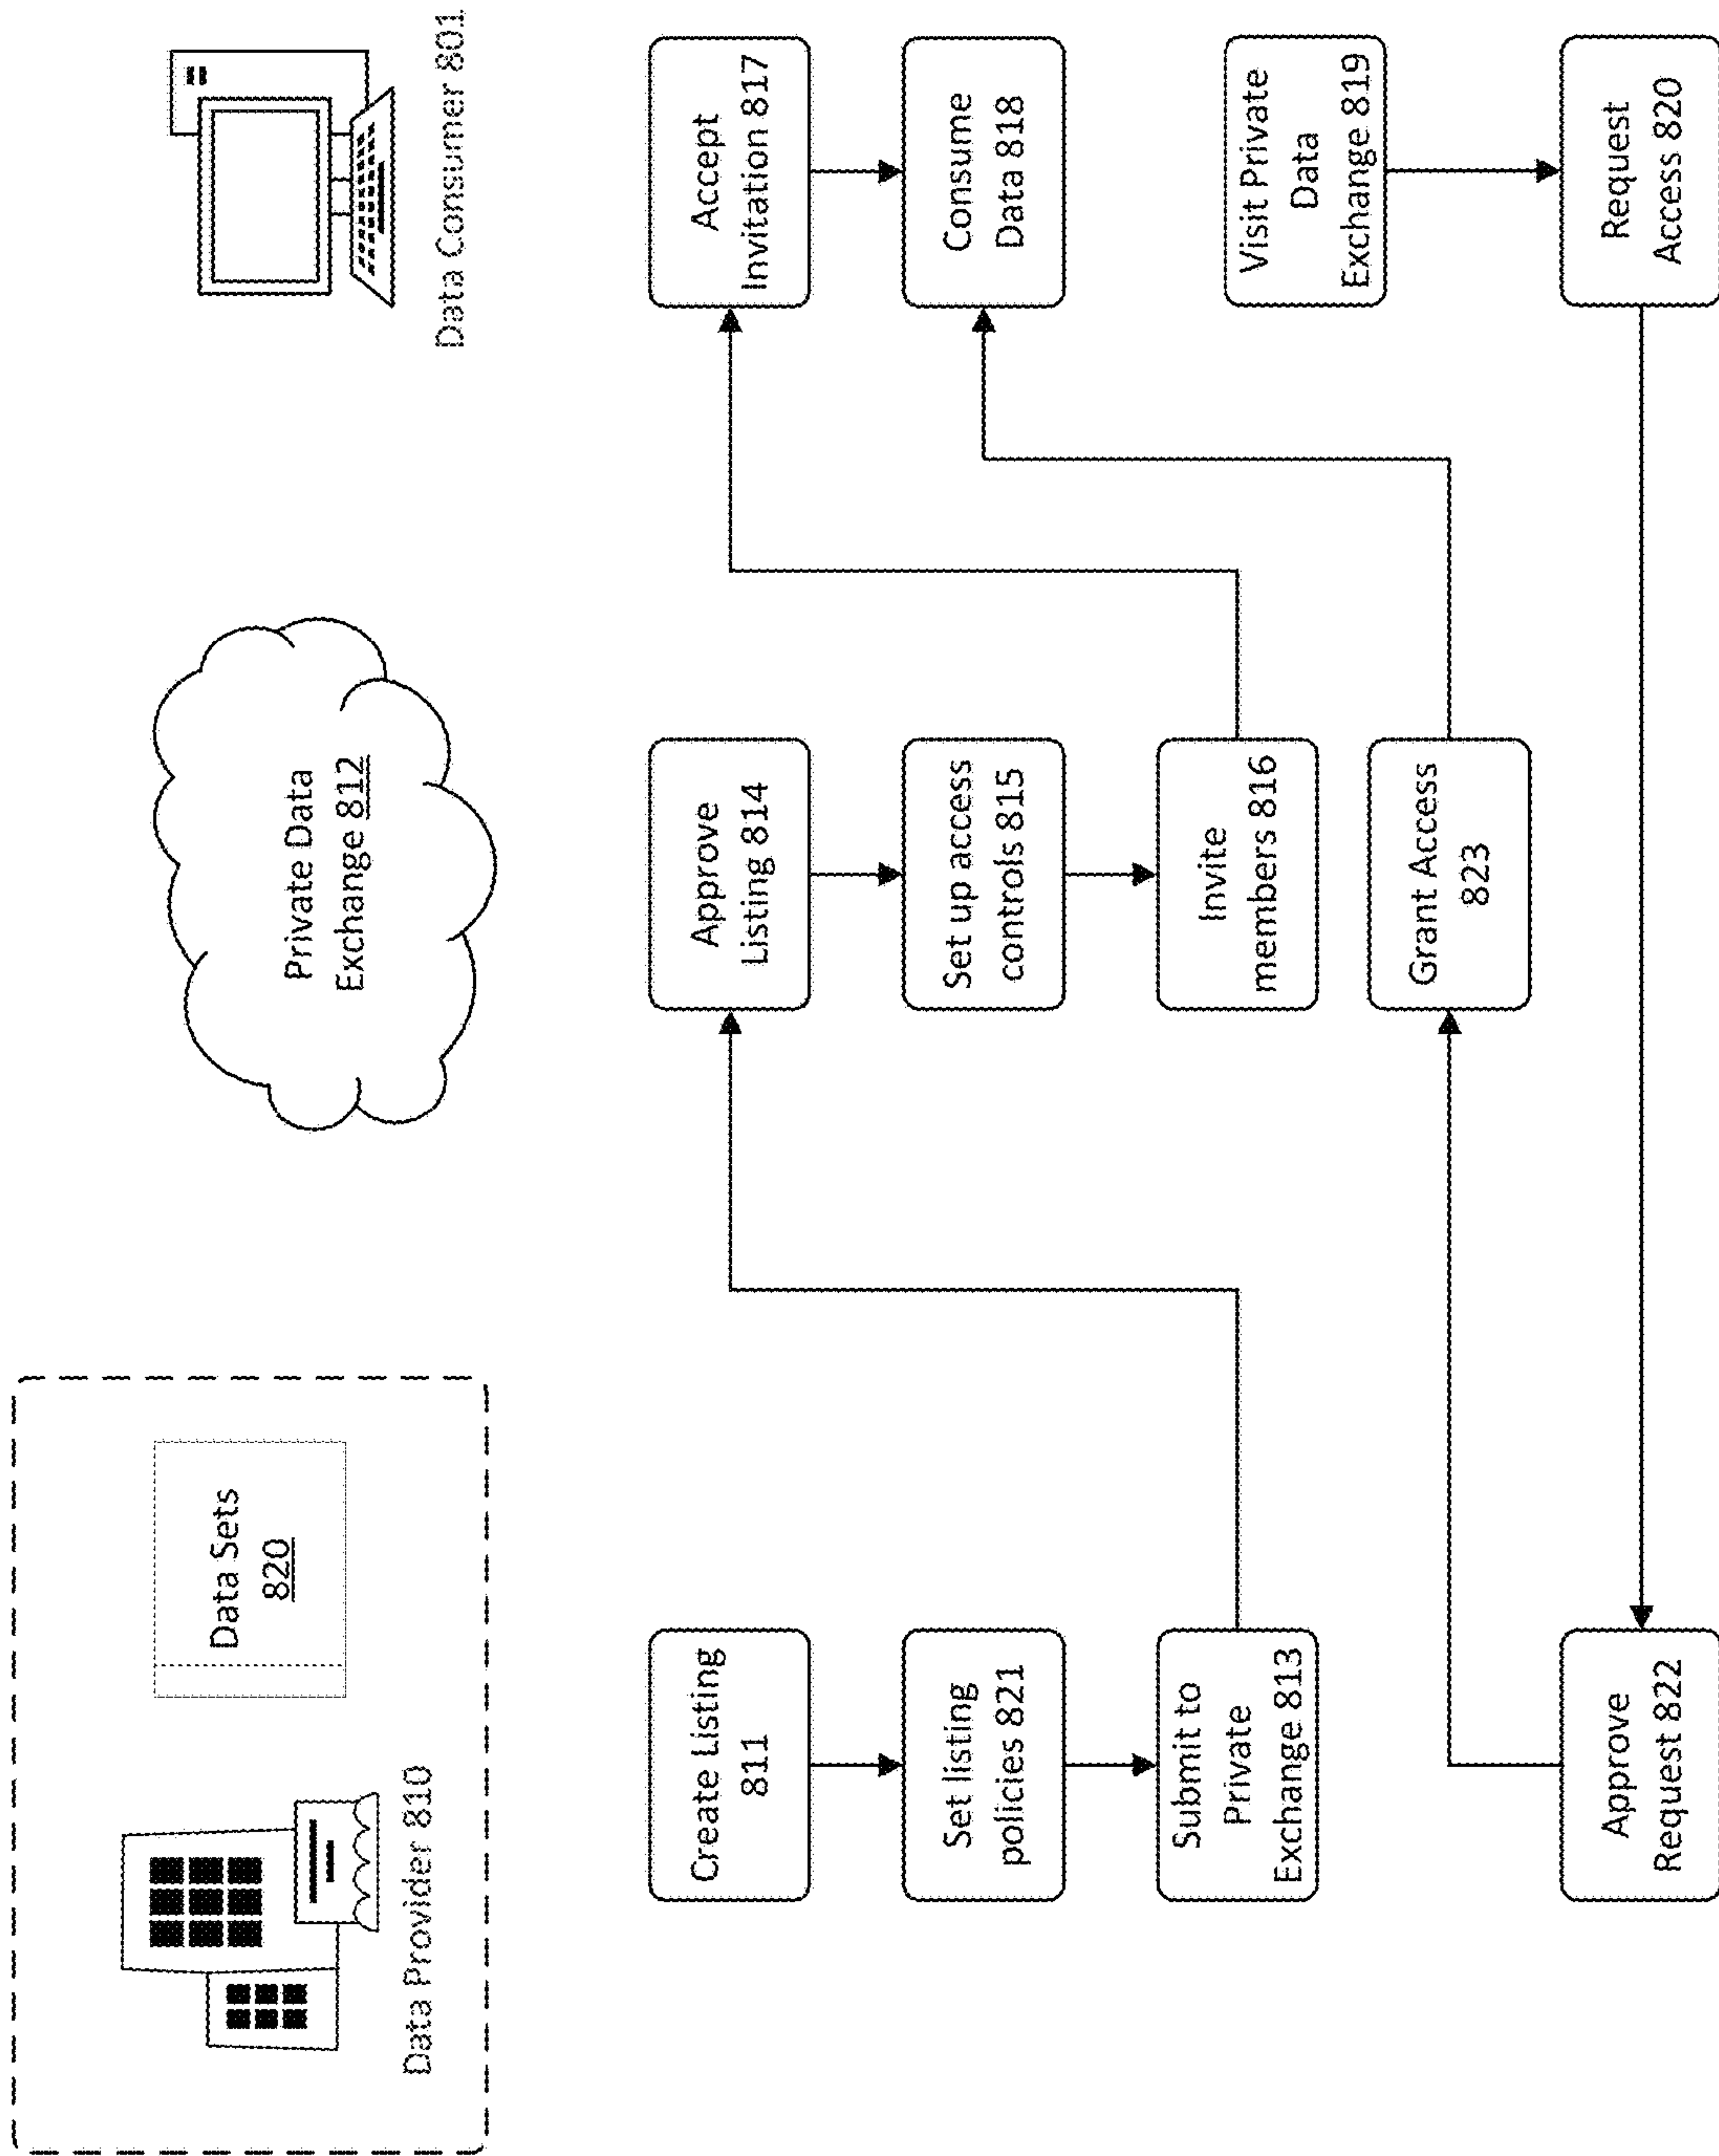 Data Provider 810
Data Sets
820
Private Data
Exchange 812
Data Consumer 801
Create Listing
811
Set listing
policies 821
Submit to
Private
Exchange 813
Approve
Request 822
Approve
Listing 814
Set up access
controls 815
Invite
members 816
Grant Access
823
Accept
Invitation 817
Consume
Data 818
Visit Private
Data
Exchange 819
Request
Access 820